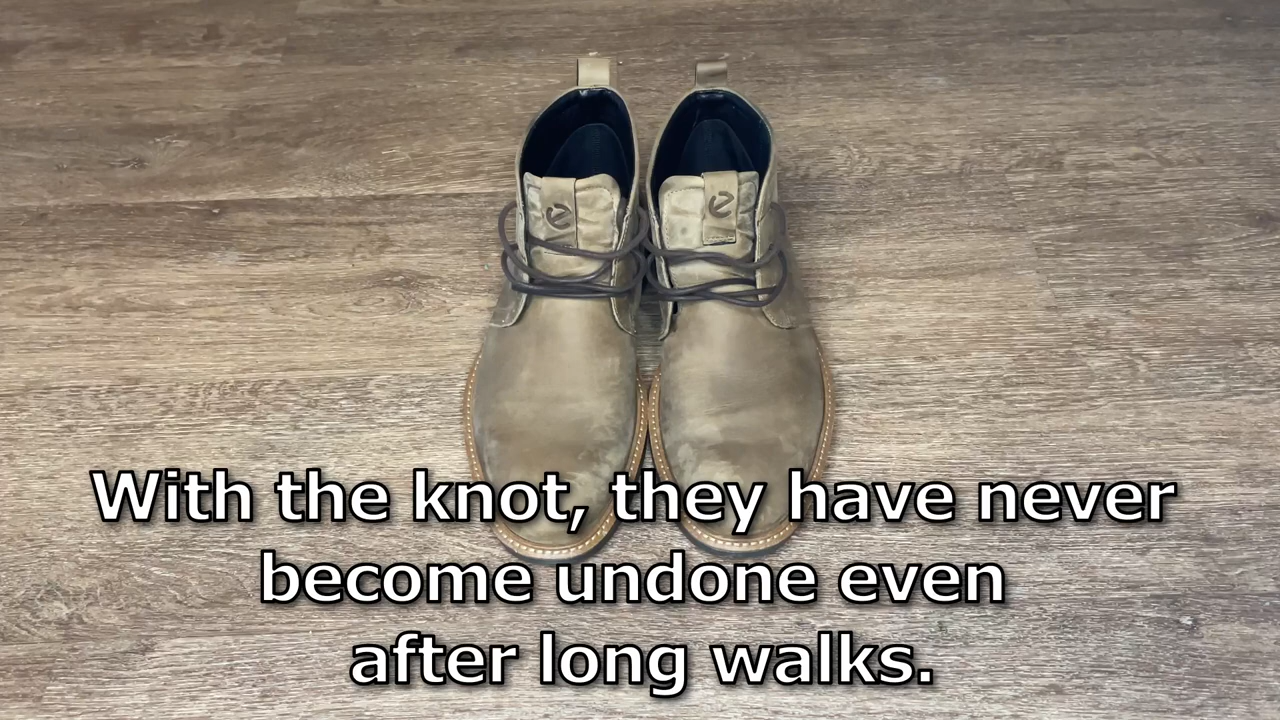 With the knot, they have never
become undone even
after long walks.